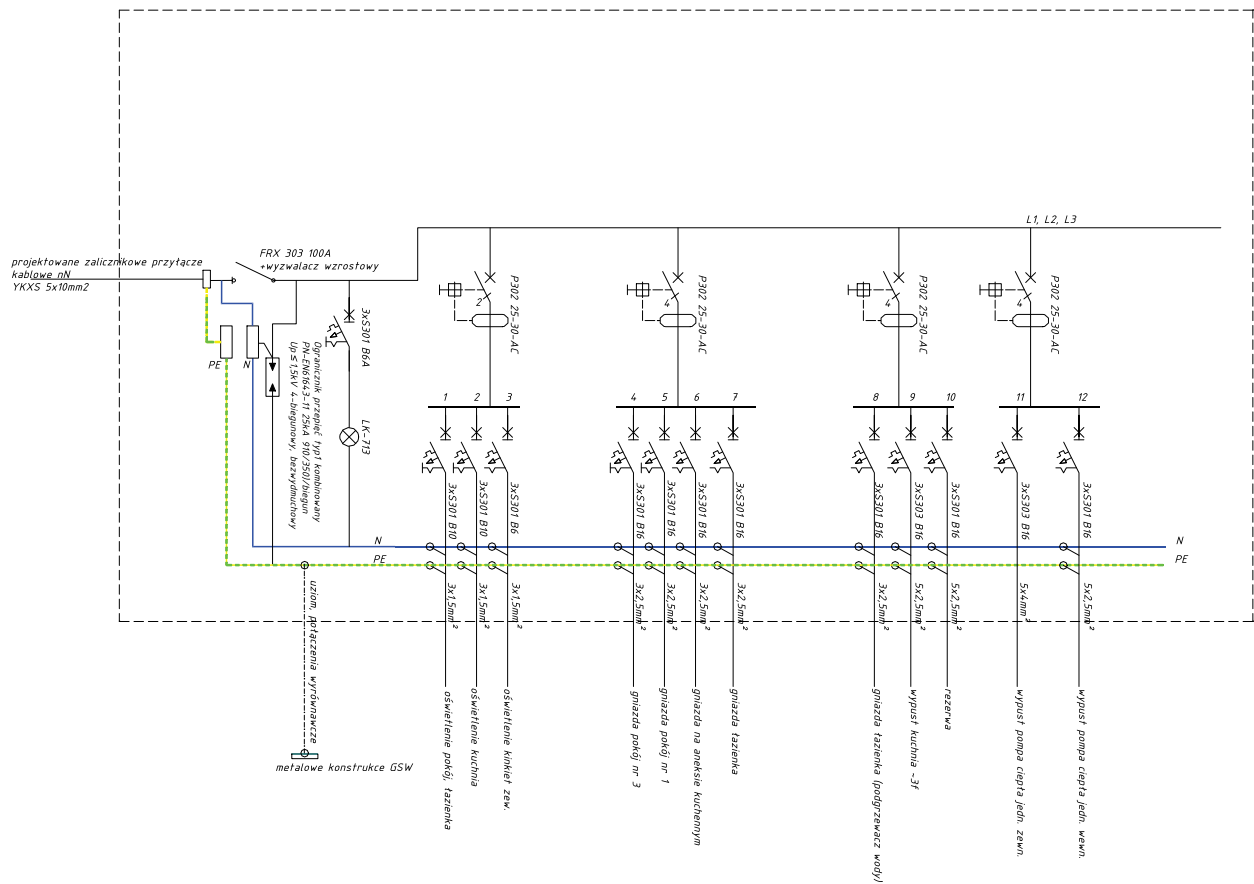 L1, L2, L3
projektowane zalicznikowe przyłącze
kablowe nN
YKXS 5x10mm2
FRX 303 100A
+wyzwalacz wzrostowy
PE
N
Ogranicznik przepięć typ1 kombinowany
PN-EN61643-11 25kA 910/350)/biegun
Up≤1,5kV 4-biegunowy, bezwydmuchowy
3xS301 B6A
LK-713
P302 25-30-AC
2
P302 25-30-AC
4
P302 25-30-AC
4
P302 25-30-AC
4
1
2
3
4
5
6
7
8
9
10
11
12
3xS301 B10
3xS301 B10
3xS301 B6
3xS301 B16
3xS301 B16
3xS301 B16
3xS301 B16
3xS301 B16
3xS303 B16
3xS301 B16
3xS303 B16
3xS301 B16
N
PE
N
PE
3x1,5mm²
3x1,5mm²
3x1,5mm²
3x2,5mm²
3x2,5mm²
3x2,5mm²
3x2,5mm²
3x2,5mm²
5x2,5mm²
3x2,5mm²
5x4mm²
5x2,5mm²
uziom, połączenia wyrównawcze
metalowe konstrukce GSW
oświetlenie pokój, łazienka
oświetlenie kuchnia
oświetlenie kinkiet zew.
gniazda pokój nr 3
gniazda pokój nr 1
gniazda na aneksie kuchennym
gniazda łazienka
gniazda łazienka (podgrzewacz wody)
wypust kuchnia ~3f
rezerwa
wypust pompa ciepła jedn. zewn.
wypust pompa ciepła jedn. wewn.